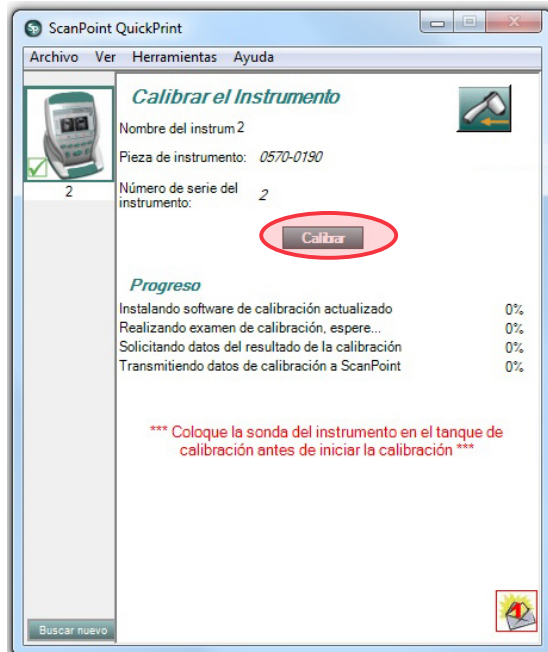 ScanPoint QuickPrint
Archivo Ver Herramientas Ayuda
Calibrar el Instrumento
Nombre del instrum 2
Pieza de instrumento: 0570-0190
2
Número de serie del
instrumento: 2
Calibrar
Progreso
Instalando software de calibración actualizado 0%
Realizando examen de calibración, espere... 0%
Solicitando datos del resultado de la calibración 0%
Transmitiendo datos de calibración a ScanPoint 0%
*** Coloque la sonda del instrumento en el tanque de
calibración antes de iniciar la calibración ***
Buscar nuevo